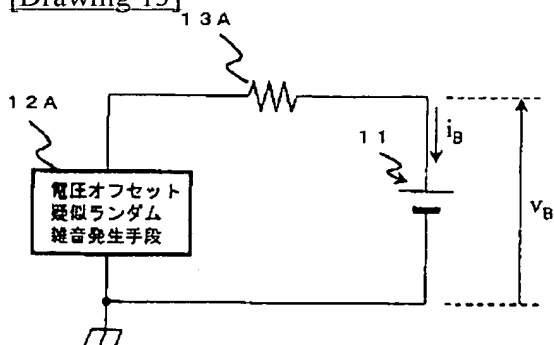 [Drawing 15]
13A
12A
電圧オフセット
疑似ランダム
雑音発生手段
11
iB
vB